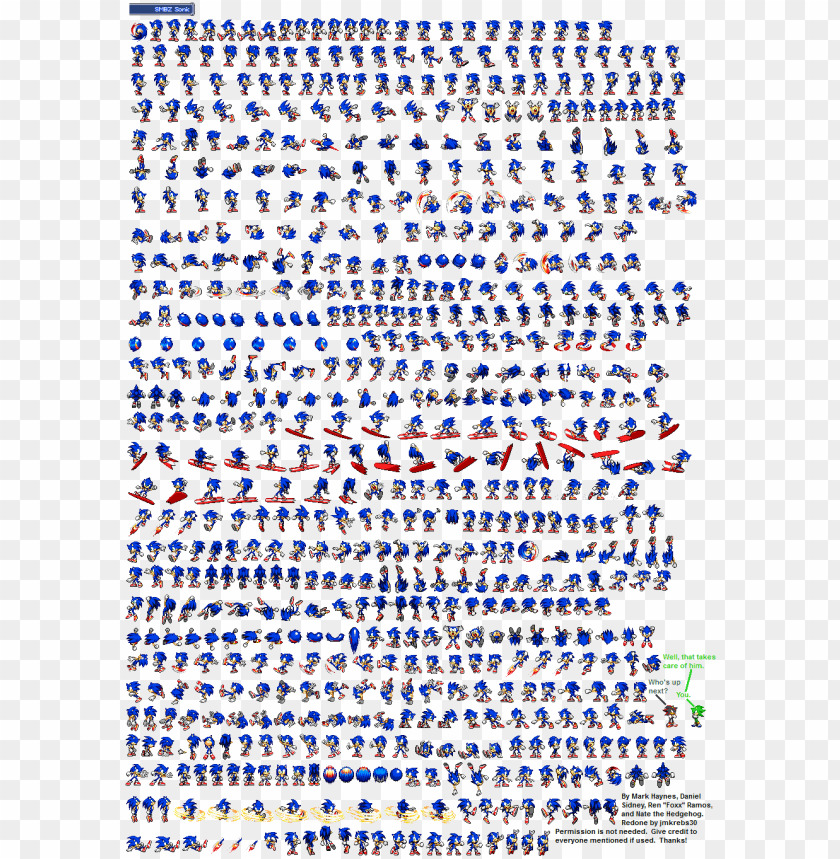 SMBZ Sonic
Well, that takes
care of him.
Who's up
next?
You.
By Mark Haynes, Daniel
Sidney, Ren "Foxx" Ramos,
and Nate the Hedgehog.
Redone by jmkrebs30
Permission is not needed.  Give credit to
everyone mentioned if used.  Thanks!